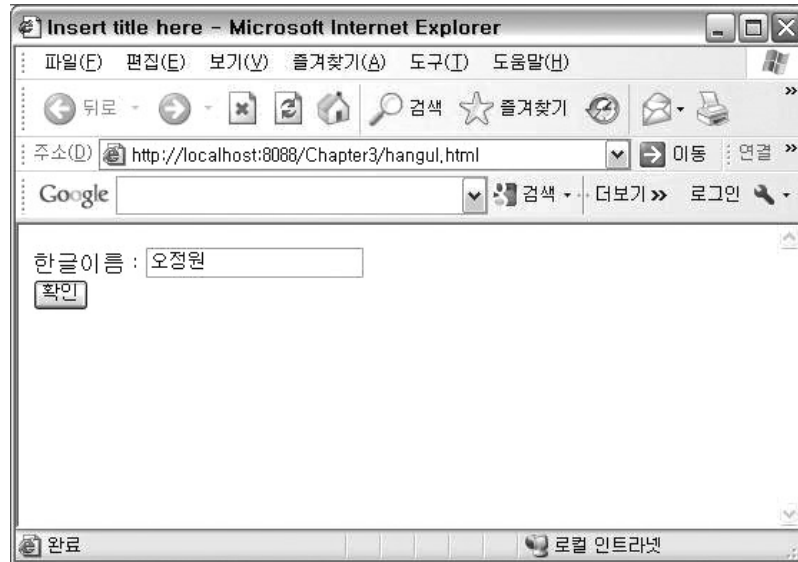 Insert title here - Microsoft Internet Explorer
파일(F) 편집(E) 보기(V) 즐겨찾기(A) 도구(T) 도움말(H)
뒤로 검색 즐겨찾기 »
주소(D) http://localhost:8088/Chapter3/hangul.html 이동 연결 »
Google 검색 더보기 » 로그인
한글이름 : 오정원
확인
완료 로컬 인트라넷